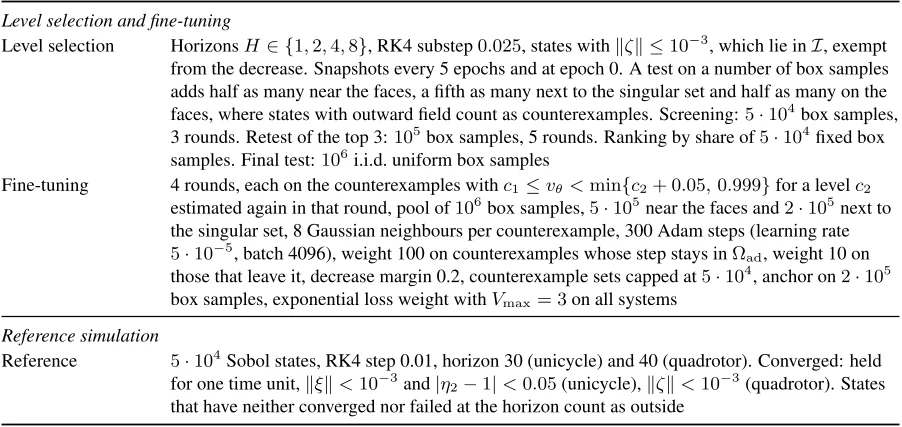 Level selection and fine-tuning
Level selection Horizons H ∈ {1, 2, 4, 8}, RK4 substep 0.025, states with ‖ζ‖ ≤ 10⁻³, which lie in ℐ, exempt
from the decrease. Snapshots every 5 epochs and at epoch 0. A test on a number of box samples
adds half as many near the faces, a fifth as many next to the singular set and half as many on the
faces, where states with outward field count as counterexamples. Screening: 5 · 10⁴ box samples,
3 rounds. Retest of the top 3: 10⁵ box samples, 5 rounds. Ranking by share of 5 · 10⁴ fixed box
samples. Final test: 10⁶ i.i.d. uniform box samples
Fine-tuning 4 rounds, each on the counterexamples with c₁ ≤ v_θ < min{c₂ + 0.05, 0.999} for a level c₂
estimated again in that round, pool of 10⁶ box samples, 5 · 10⁵ near the faces and 2 · 10⁵ next to
the singular set, 8 Gaussian neighbours per counterexample, 300 Adam steps (learning rate
5 · 10⁻⁵, batch 4096), weight 100 on counterexamples whose step stays in Ω_ad, weight 10 on
those that leave it, decrease margin 0.2, counterexample sets capped at 5 · 10⁴, anchor on 2 · 10⁵
box samples, exponential loss weight with V_max = 3 on all systems
Reference simulation
Reference 5 · 10⁴ Sobol states, RK4 step 0.01, horizon 30 (unicycle) and 40 (quadrotor). Converged: held
for one time unit, ‖ξ‖ < 10⁻³ and |η₂ − 1| < 0.05 (unicycle), ‖ζ‖ < 10⁻³ (quadrotor). States
that have neither converged nor failed at the horizon count as outside